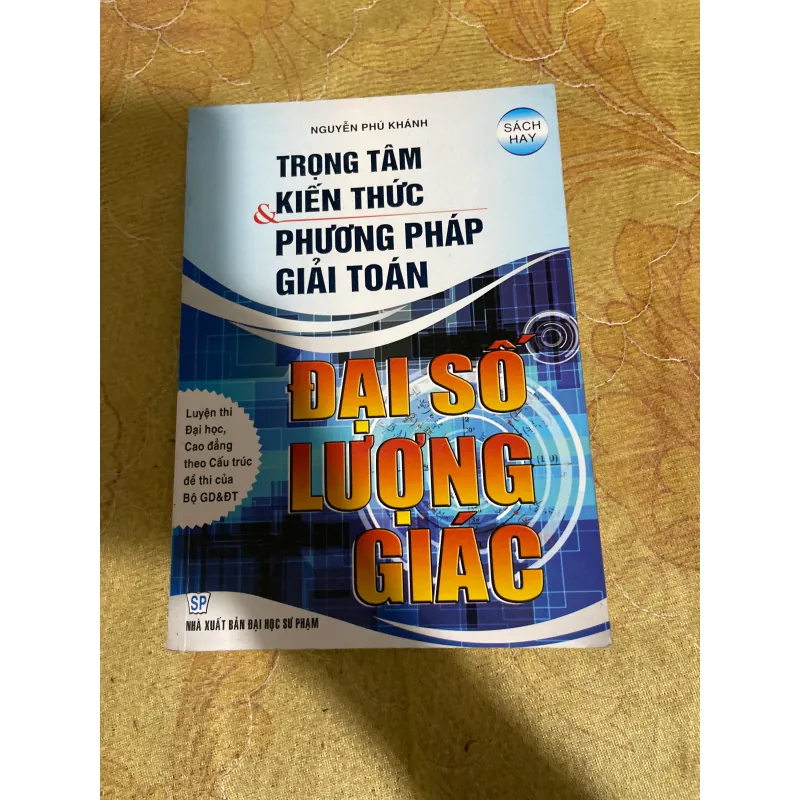 NGUYỄN PHÚ KHÁNH
SÁCH
HAY
TRỌNG TÂM
KIẾN THỨC
&
PHƯƠNG PHÁP
GIẢI TOÁN
ĐẠI SỐ
LƯỢNG
GIÁC
Luyện thi
Đại học,
Cao đẳng
theo Cấu trúc
đề thi của
Bộ GD&ĐT
SP
NHÀ XUẤT BẢN ĐẠI HỌC SƯ PHẠM